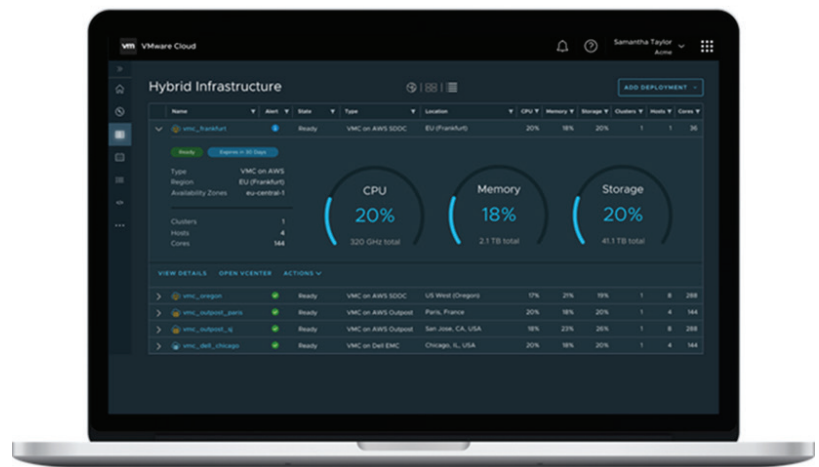 vm VMware Cloud
Samantha Taylor
Acme
Hybrid Infrastructure
ADD DEPLOYMENT
Name Alert State Type Location CPU Memory Storage Clusters Hosts Cores
vmc_frankfurt Ready VMC on AWS SDDC EU (Frankfurt) 20% 18% 20% 1 1 36
Ready Expires in 30 Days
Type VMC on AWS
Region EU (Frankfurt)
Availability Zones eu-central-1
Clusters 1
Hosts 4
Cores 144
CPU
20%
320 GHz total
Memory
18%
2.1 TB total
Storage
20%
41.1 TB total
VIEW DETAILS OPEN VCENTER ACTIONS
vmc_oregon Ready VMC on AWS SDDC US West (Oregon) 17% 21% 19% 1 8 288
vmc_outpost_paris Ready VMC on AWS Outpost Paris, France 20% 18% 20% 1 4 144
vmc_outpost_sj Ready VMC on AWS Outpost San Jose, CA, USA 18% 23% 28% 1 8 288
vmc_dell_chicago Ready VMC on Dell EMC Chicago, IL, USA 20% 18% 20% 1 4 144